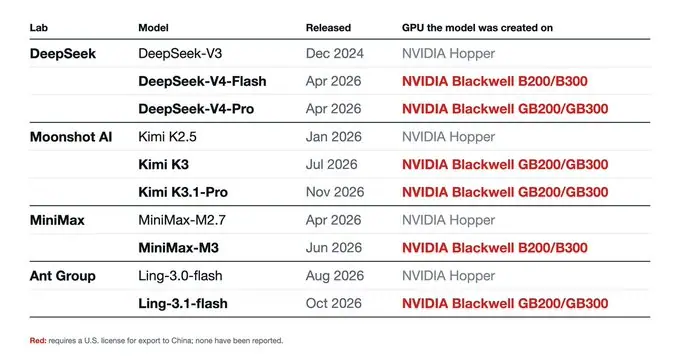 Lab Model Released GPU the model was created on
DeepSeek DeepSeek-V3 Dec 2024 NVIDIA Hopper
DeepSeek-V4-Flash Apr 2026 NVIDIA Blackwell B200/B300
DeepSeek-V4-Pro Apr 2026 NVIDIA Blackwell GB200/GB300
Moonshot AI Kimi K2.5 Jan 2026 NVIDIA Hopper
Kimi K3 Jul 2026 NVIDIA Blackwell GB200/GB300
Kimi K3.1-Pro Nov 2026 NVIDIA Blackwell GB200/GB300
MiniMax MiniMax-M2.7 Apr 2026 NVIDIA Hopper
MiniMax-M3 Jun 2026 NVIDIA Blackwell B200/B300
Ant Group Ling-3.0-flash Aug 2026 NVIDIA Hopper
Ling-3.1-flash Oct 2026 NVIDIA Blackwell GB200/GB300
Red: requires a U.S. license for export to China; none have been reported.